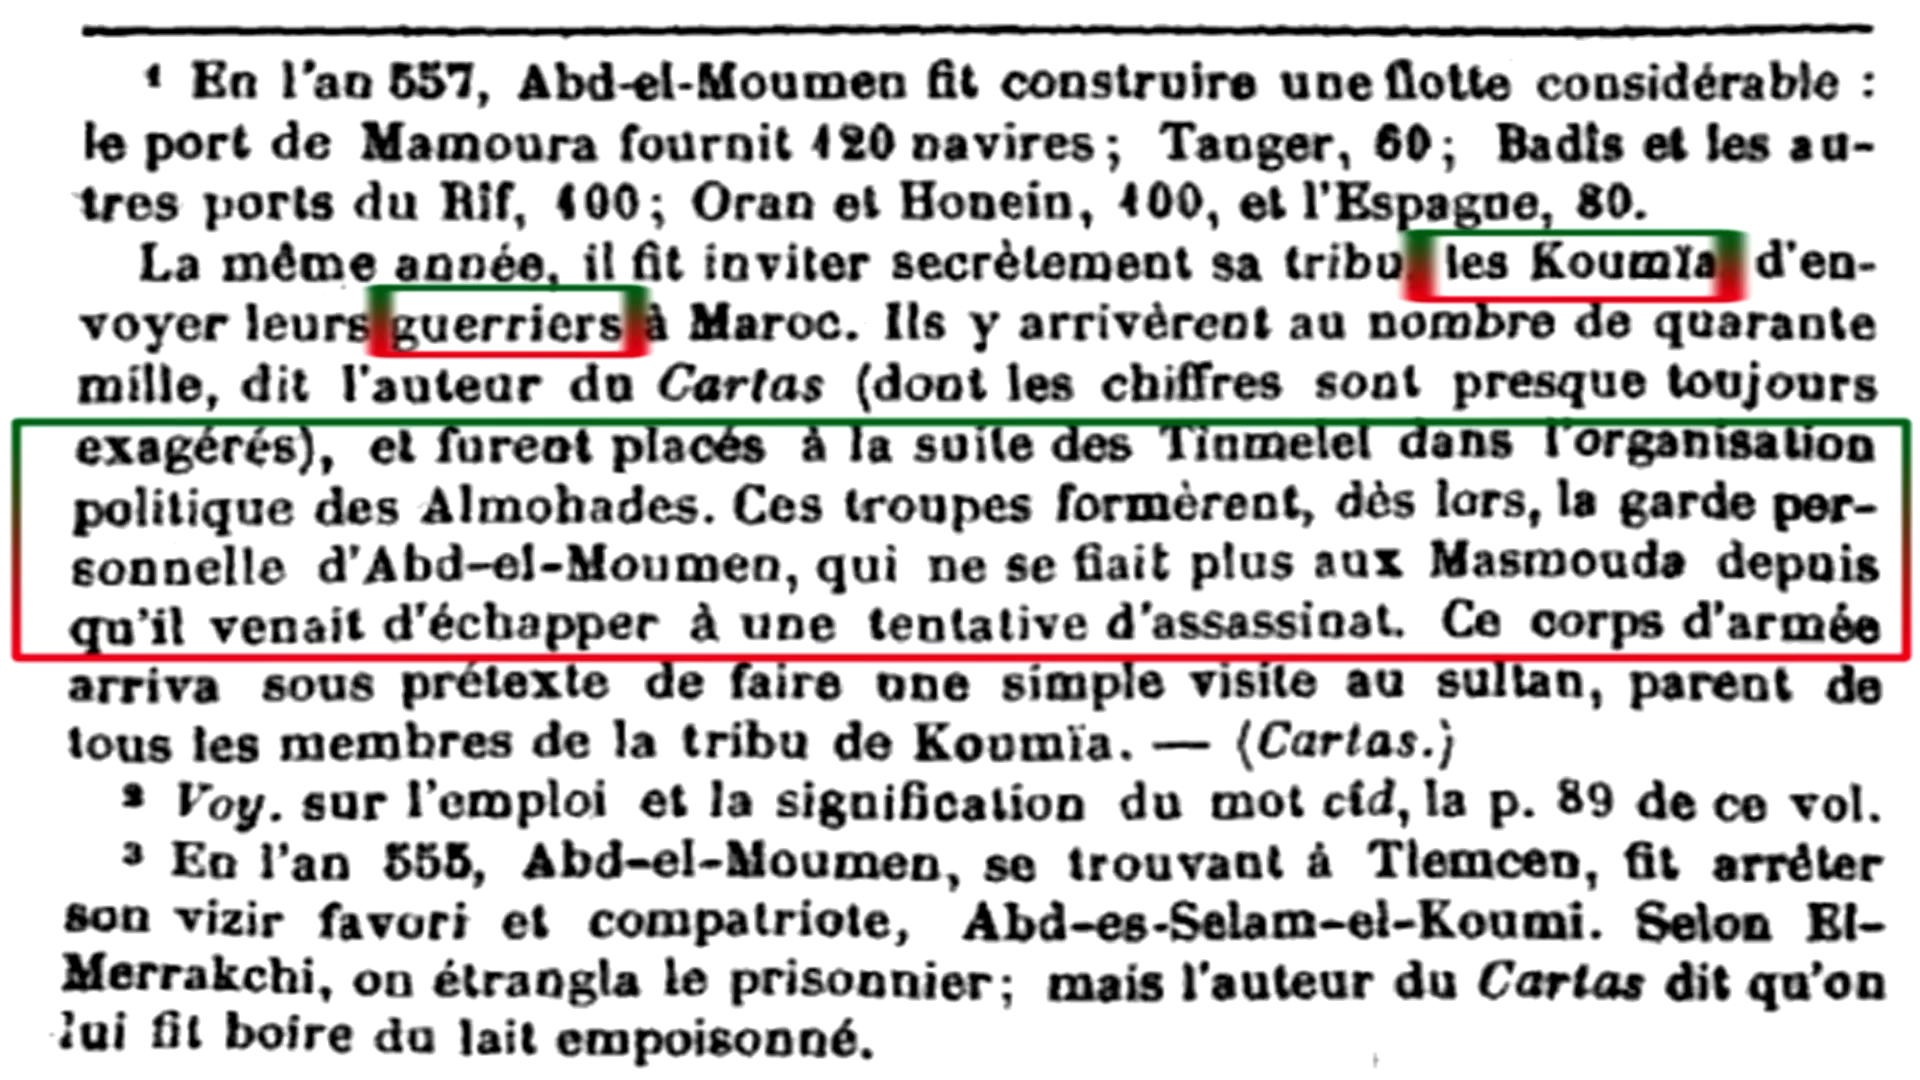 ¹ En l'an 557, Abd-el-Moumen fit construire une flotte considérable :
le port de Mamoura fournit 120 navires; Tanger, 60; Badis et les au-
tres ports du Rîf, 100; Oran et Honein, 100, et l'Espagne, 80.
La même année, il fit inviter secrètement sa tribu les Koumïa d'en-
voyer leurs guerriers à Maroc. Ils y arrivèrent au nombre de quarante
mille, dit l'auteur du Cartas (dont les chiffres sont presque toujours
exagérés), et furent placés à la suite des Tinmelel dans l'organisation
politique des Almohades. Ces troupes formèrent, dès lors, la garde per-
sonnelle d'Abd-el-Moumen, qui ne se fiait plus aux Masmouda depuis
qu'il venait d'échapper à une tentative d'assassinat. Ce corps d'armée
arriva sous prétexte de faire une simple visite au sultan, parent de
tous les membres de la tribu de Koumïa. — (Cartas.)
² Voy. sur l'emploi et la signification du mot cîd, la p. 89 de ce vol.
³ En l'an 555, Abd-el-Moumen, se trouvant à Tlemcen, fit arrêter
son vizir favori et compatriote, Abd-es-Selam-el-Koumi. Selon El-
Merrakchi, on étrangla le prisonnier; mais l'auteur du Cartas dit qu'on
lui fit boire du lait empoisonné.